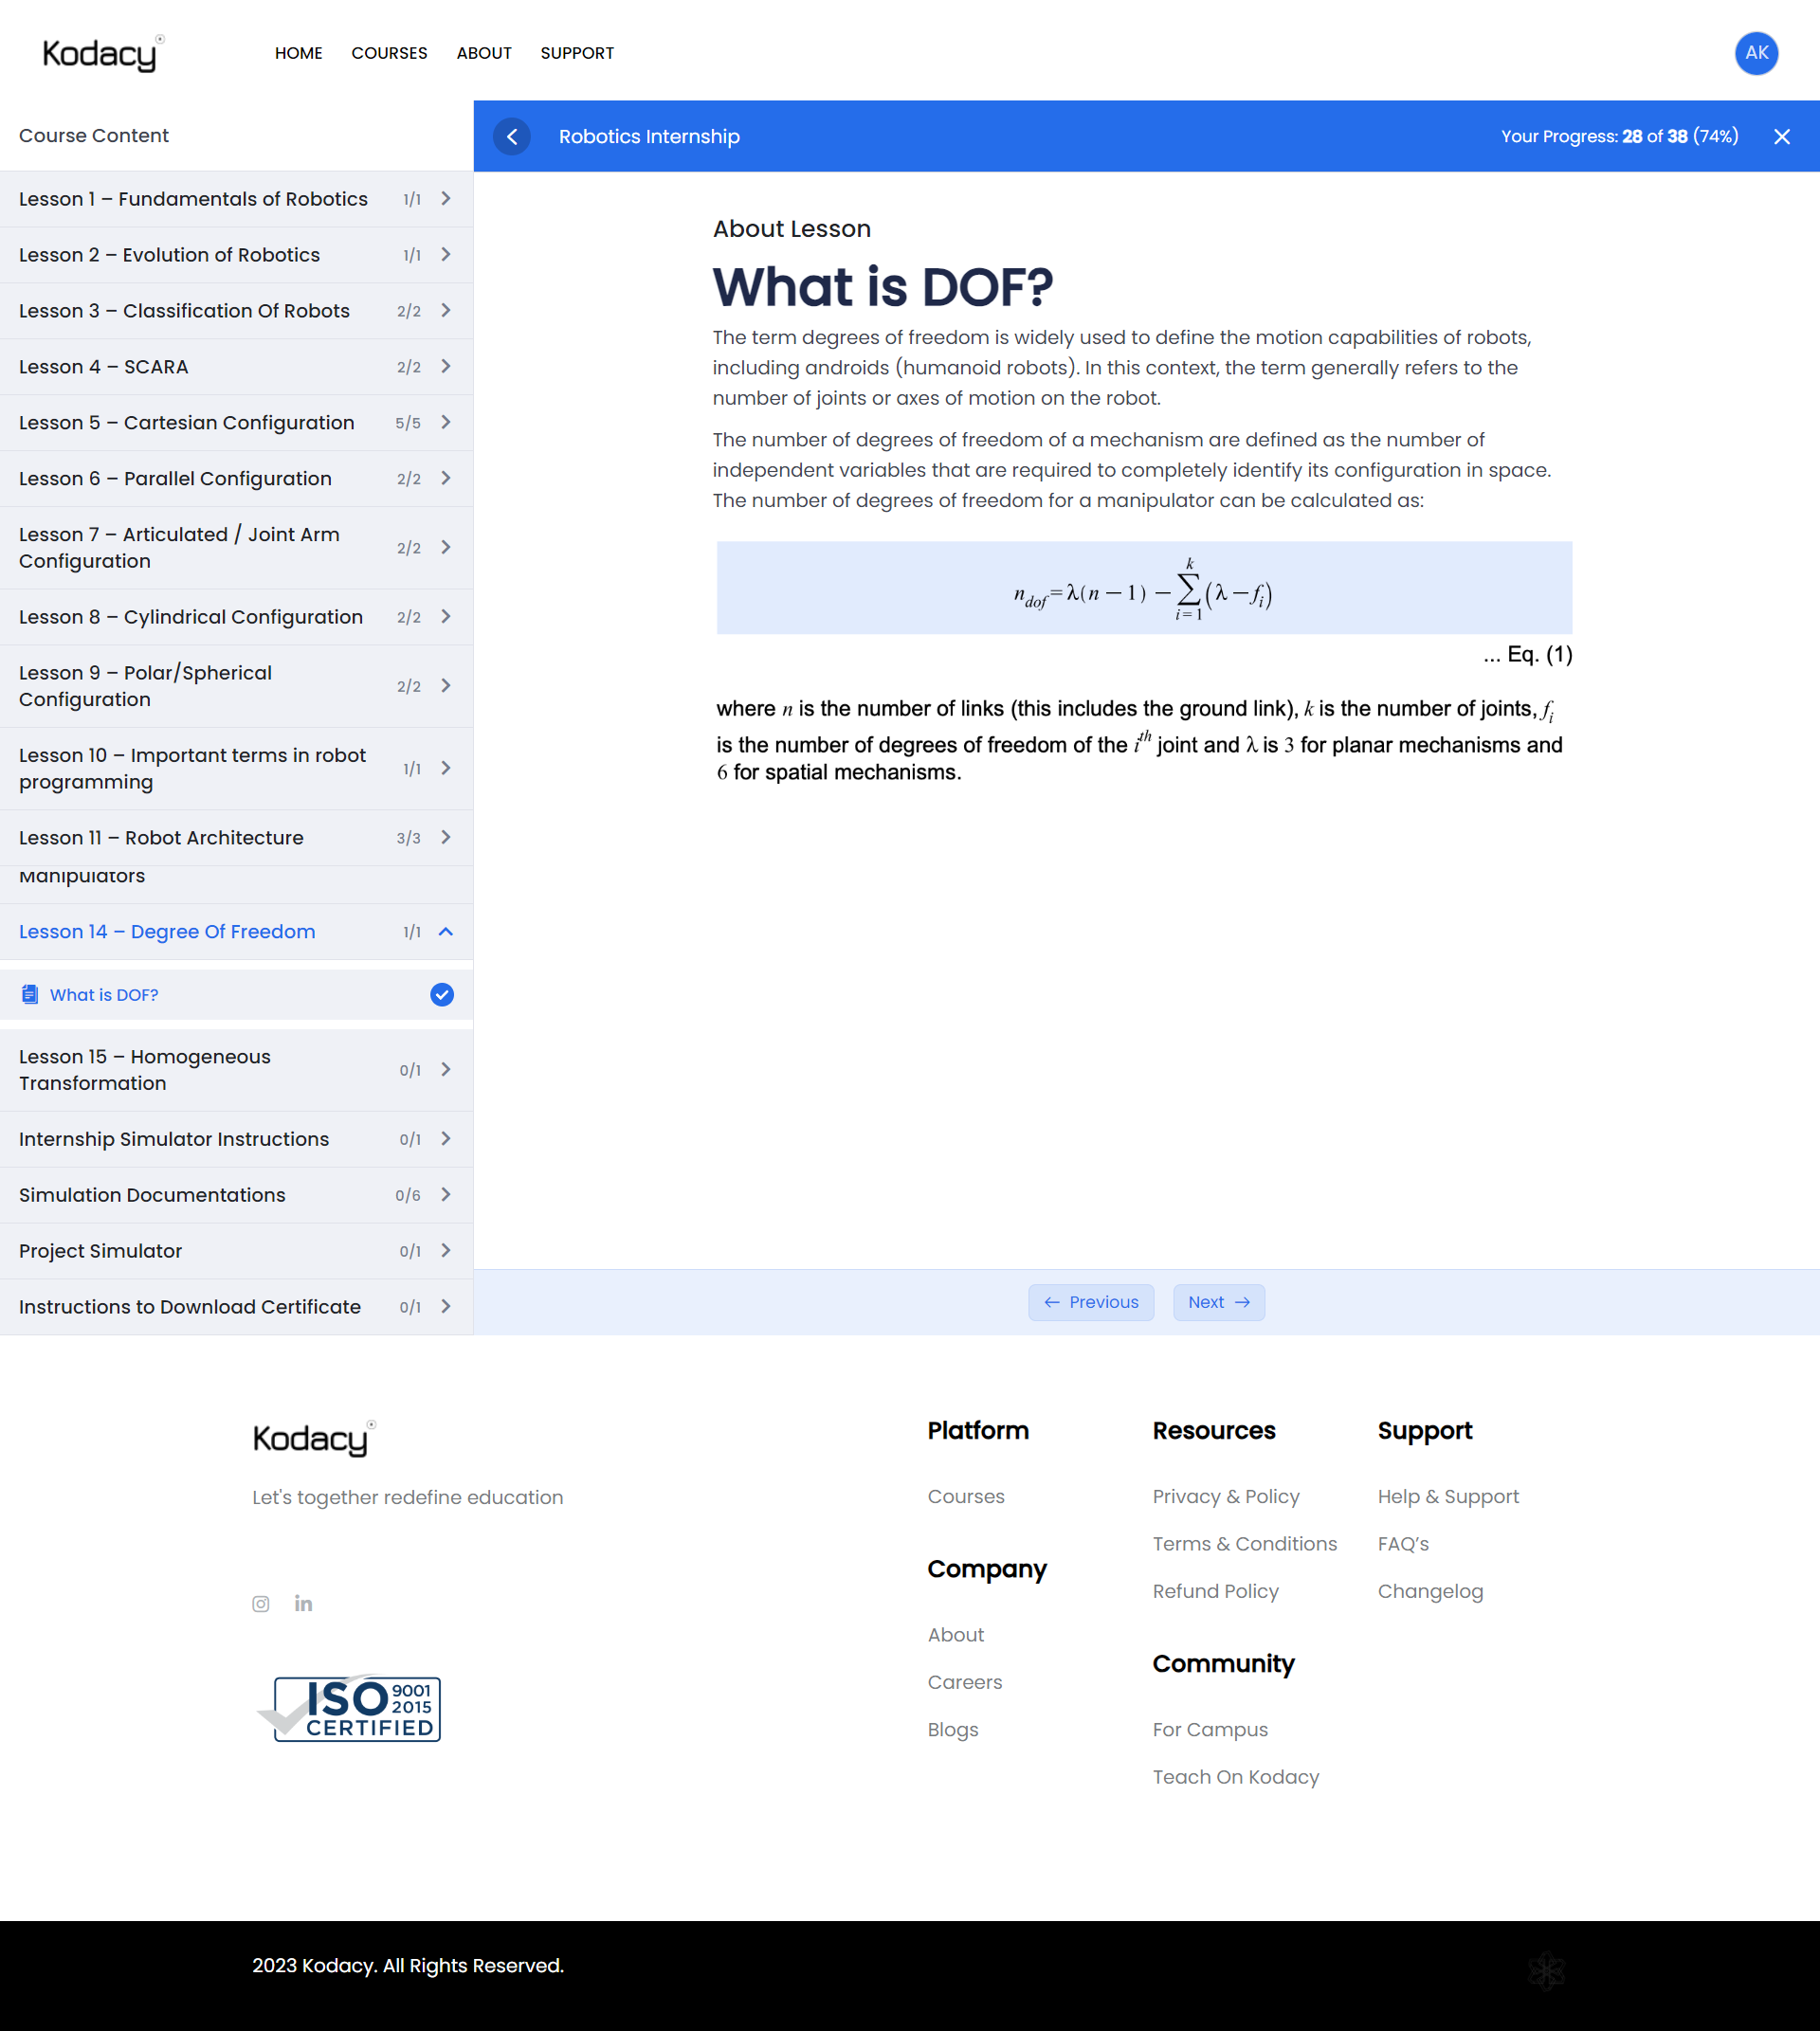 Kodacy
HOME COURSES ABOUT SUPPORT
AK
Course Content
Lesson 1 – Fundamentals of Robotics 1/1
Lesson 2 – Evolution of Robotics 1/1
Lesson 3 – Classification Of Robots 2/2
Lesson 4 – SCARA 2/2
Lesson 5 – Cartesian Configuration 5/5
Lesson 6 – Parallel Configuration 2/2
Lesson 7 – Articulated / Joint Arm
Configuration 2/2
Lesson 8 – Cylindrical Configuration 2/2
Lesson 9 – Polar/Spherical
Configuration 2/2
Lesson 10 – Important terms in robot
programming 1/1
Lesson 11 – Robot Architecture 3/3
Manipulators
Lesson 14 – Degree Of Freedom 1/1
What is DOF?
Lesson 15 – Homogeneous
Transformation 0/1
Internship Simulator Instructions 0/1
Simulation Documentations 0/6
Project Simulator 0/1
Instructions to Download Certificate 0/1
Robotics Internship
Your Progress: 28 of 38 (74%)
About Lesson
What is DOF?
The term degrees of freedom is widely used to define the motion capabilities of robots,
including androids (humanoid robots). In this context, the term generally refers to the
number of joints or axes of motion on the robot.
The number of degrees of freedom of a mechanism are defined as the number of
independent variables that are required to completely identify its configuration in space.
The number of degrees of freedom for a manipulator can be calculated as:
n_dof = λ(n − 1) − ∑_{i=1}^{k} (λ − f_i)
... Eq. (1)
where n is the number of links (this includes the ground link), k is the number of joints, f_i
is the number of degrees of freedom of the i^th joint and λ is 3 for planar mechanisms and
6 for spatial mechanisms.
← Previous Next →
Kodacy
Let's together redefine education
ISO 9001
2015
CERTIFIED
Platform
Courses
Company
About
Careers
Blogs
Resources
Privacy & Policy
Terms & Conditions
Refund Policy
Community
For Campus
Teach On Kodacy
Support
Help & Support
FAQ’s
Changelog
2023 Kodacy. All Rights Reserved.